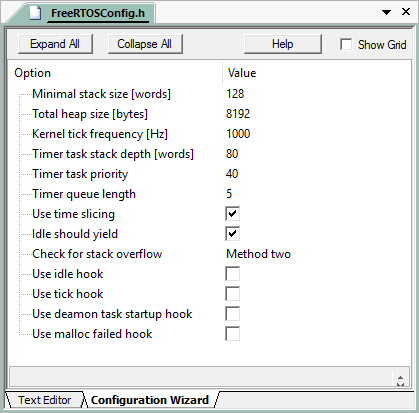 FreeRTOSConfig.h
Expand All Collapse All Help Show Grid
Option Value
Minimal stack size [words] 128
Total heap size [bytes] 8192
Kernel tick frequency [Hz] 1000
Timer task stack depth [words] 80
Timer task priority 40
Timer queue length 5
Use time slicing
Idle should yield
Check for stack overflow Method two
Use idle hook
Use tick hook
Use deamon task startup hook
Use malloc failed hook
Text Editor Configuration Wizard